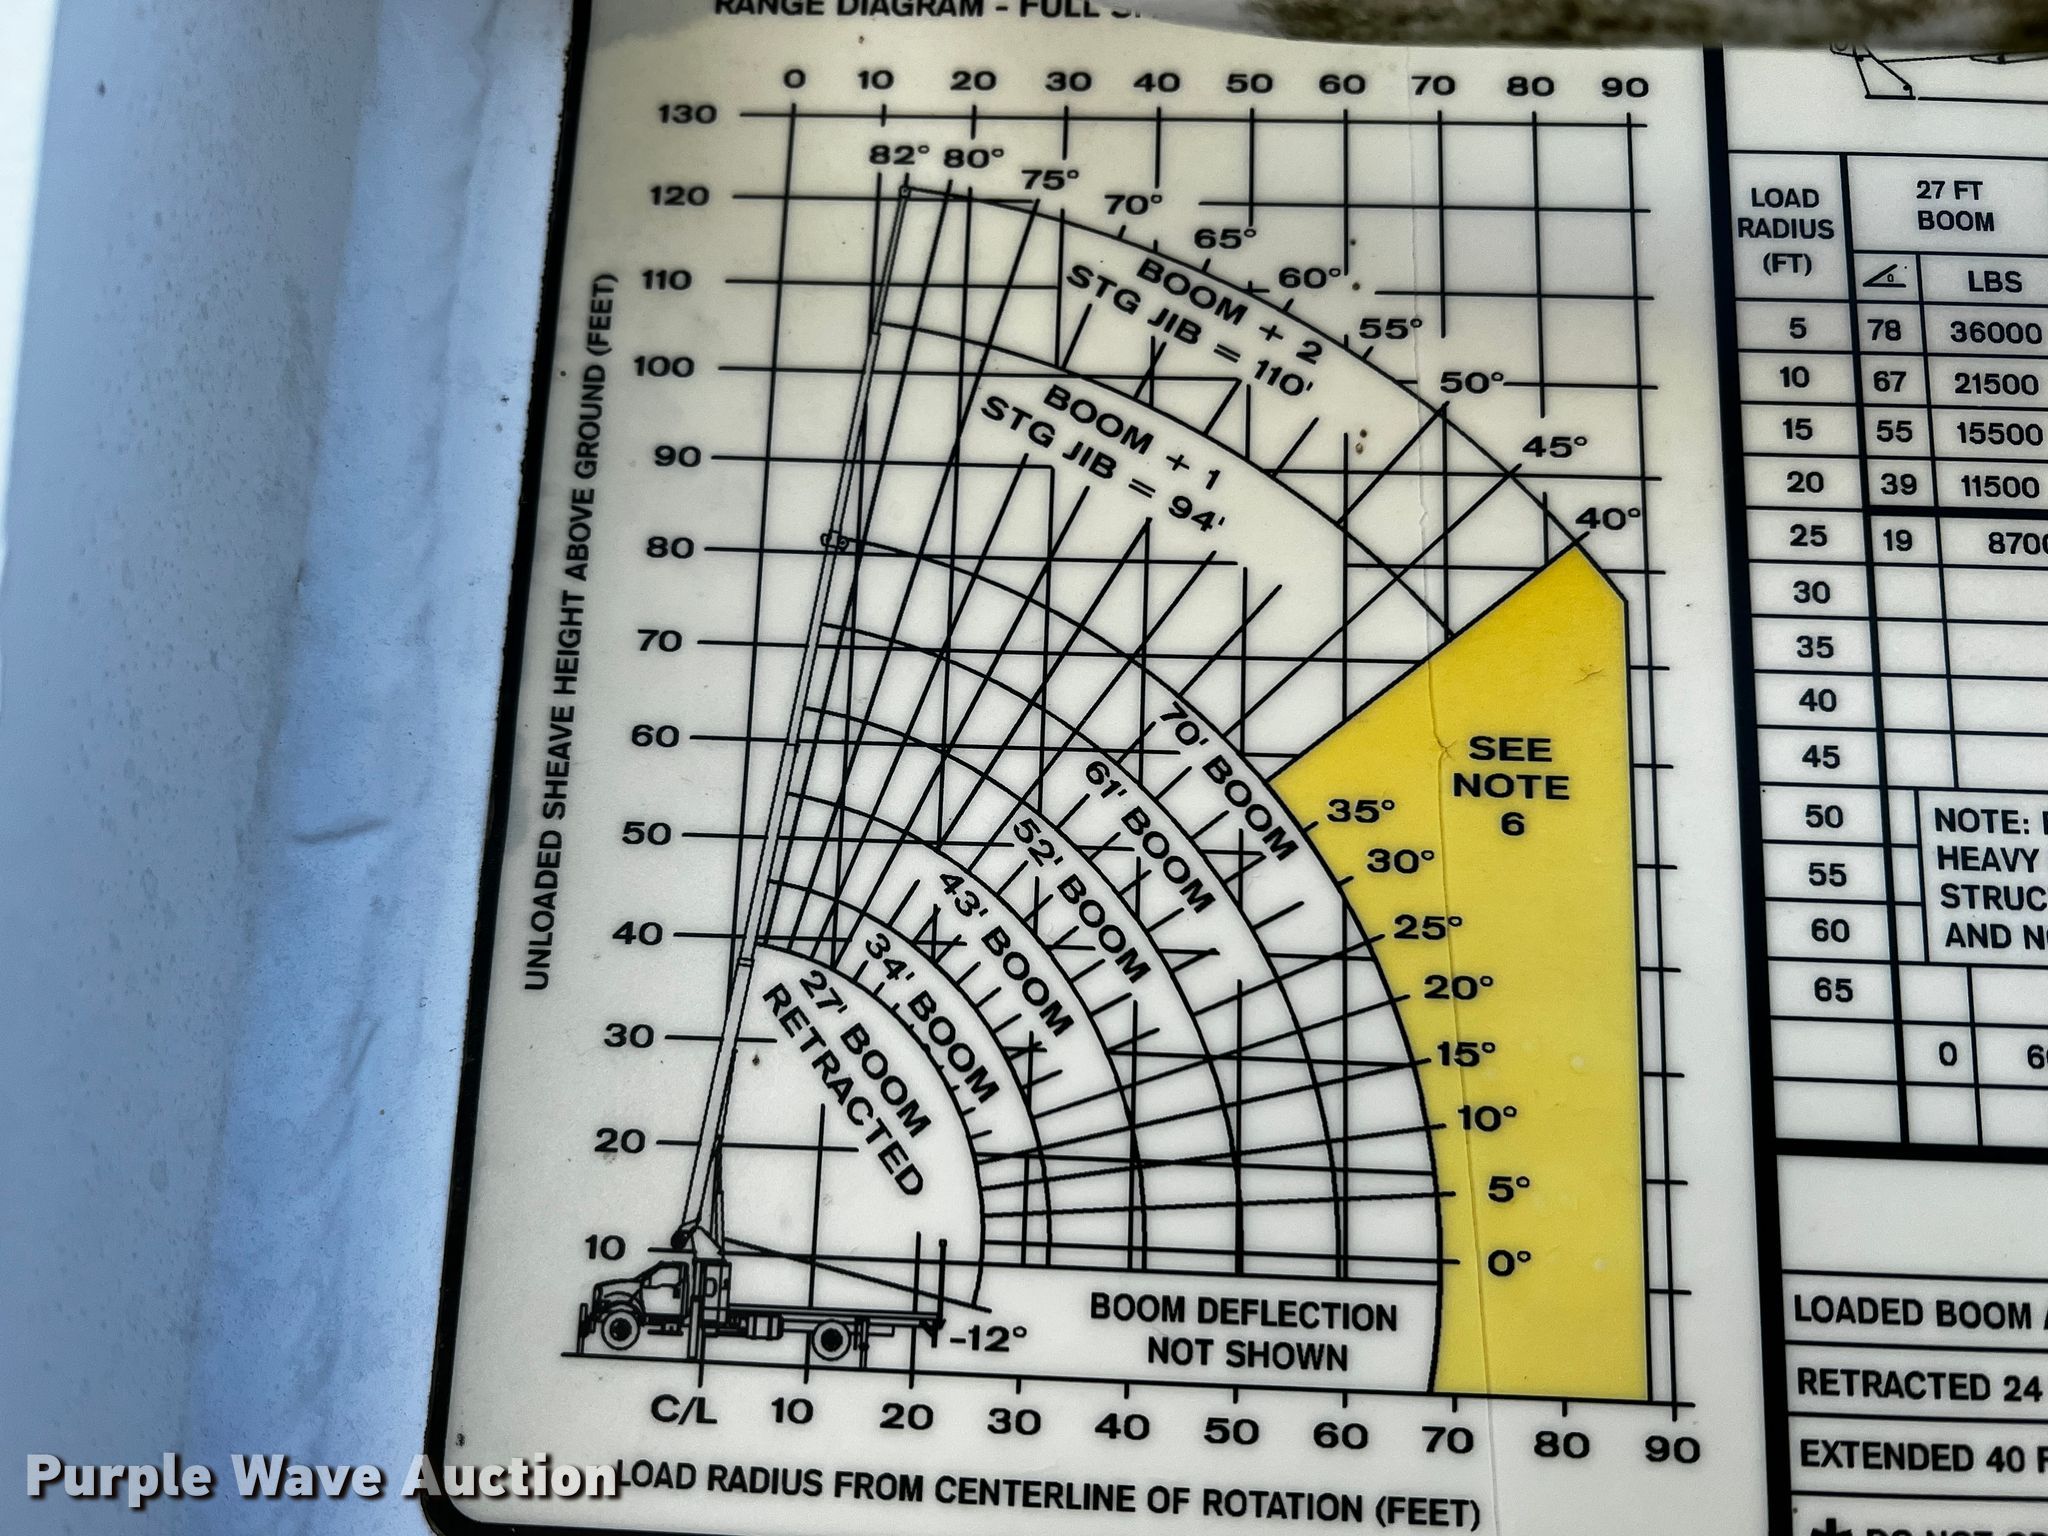 RANGE DIAGRAM - FULL
0 10 20 30 40 50 60 70 80 90
130
120
110
100
90
80
70
60
50
40
30
20
10
UNLOADED SHEAVE HEIGHT ABOVE GROUND (FEET)
82° 80°
75°
70°
65°
60°
55°
50°
45°
40°
35°
30°
25°
20°
15°
10°
5°
0°
-12°
BOOM + 2
STG JIB = 110'
BOOM + 1
STG JIB = 94'
70' BOOM
61' BOOM
52' BOOM
43' BOOM
34' BOOM
27' BOOM
RETRACTED
SEE
NOTE
6
BOOM DEFLECTION
NOT SHOWN
C/L 10 20 30 40 50 60 70 80 90
LOAD RADIUS FROM CENTERLINE OF ROTATION (FEET)
LOAD
RADIUS
(FT)
27 FT
BOOM
LBS
5 78 36000
10 67 21500
15 55 15500
20 39 11500
25 19 870
30
35
40
45
50
55
60
65
0 6
NOTE:
HEAVY
STRUC
AND N
LOADED BOOM
RETRACTED 24
EXTENDED 40 F
Purple Wave Auction